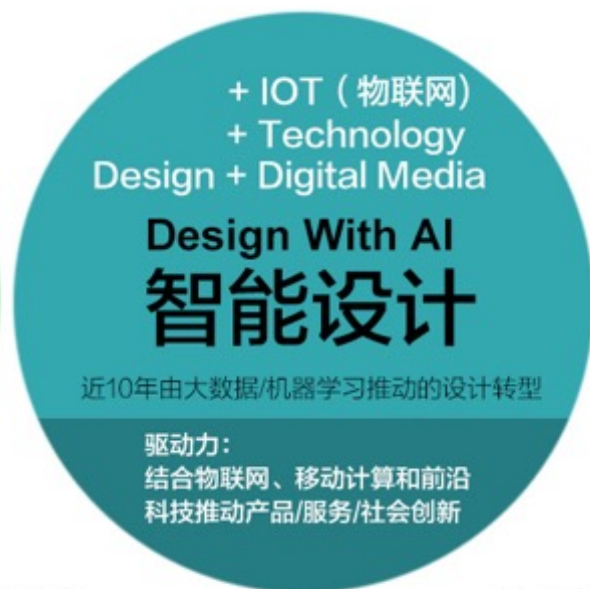 + IOT（物联网）
+ Technology
Design + Digital Media
Design With AI
智能设计
近10年由大数据/机器学习推动的设计转型
驱动力：
结合物联网、移动计算和前沿
科技推动产品/服务/社会创新